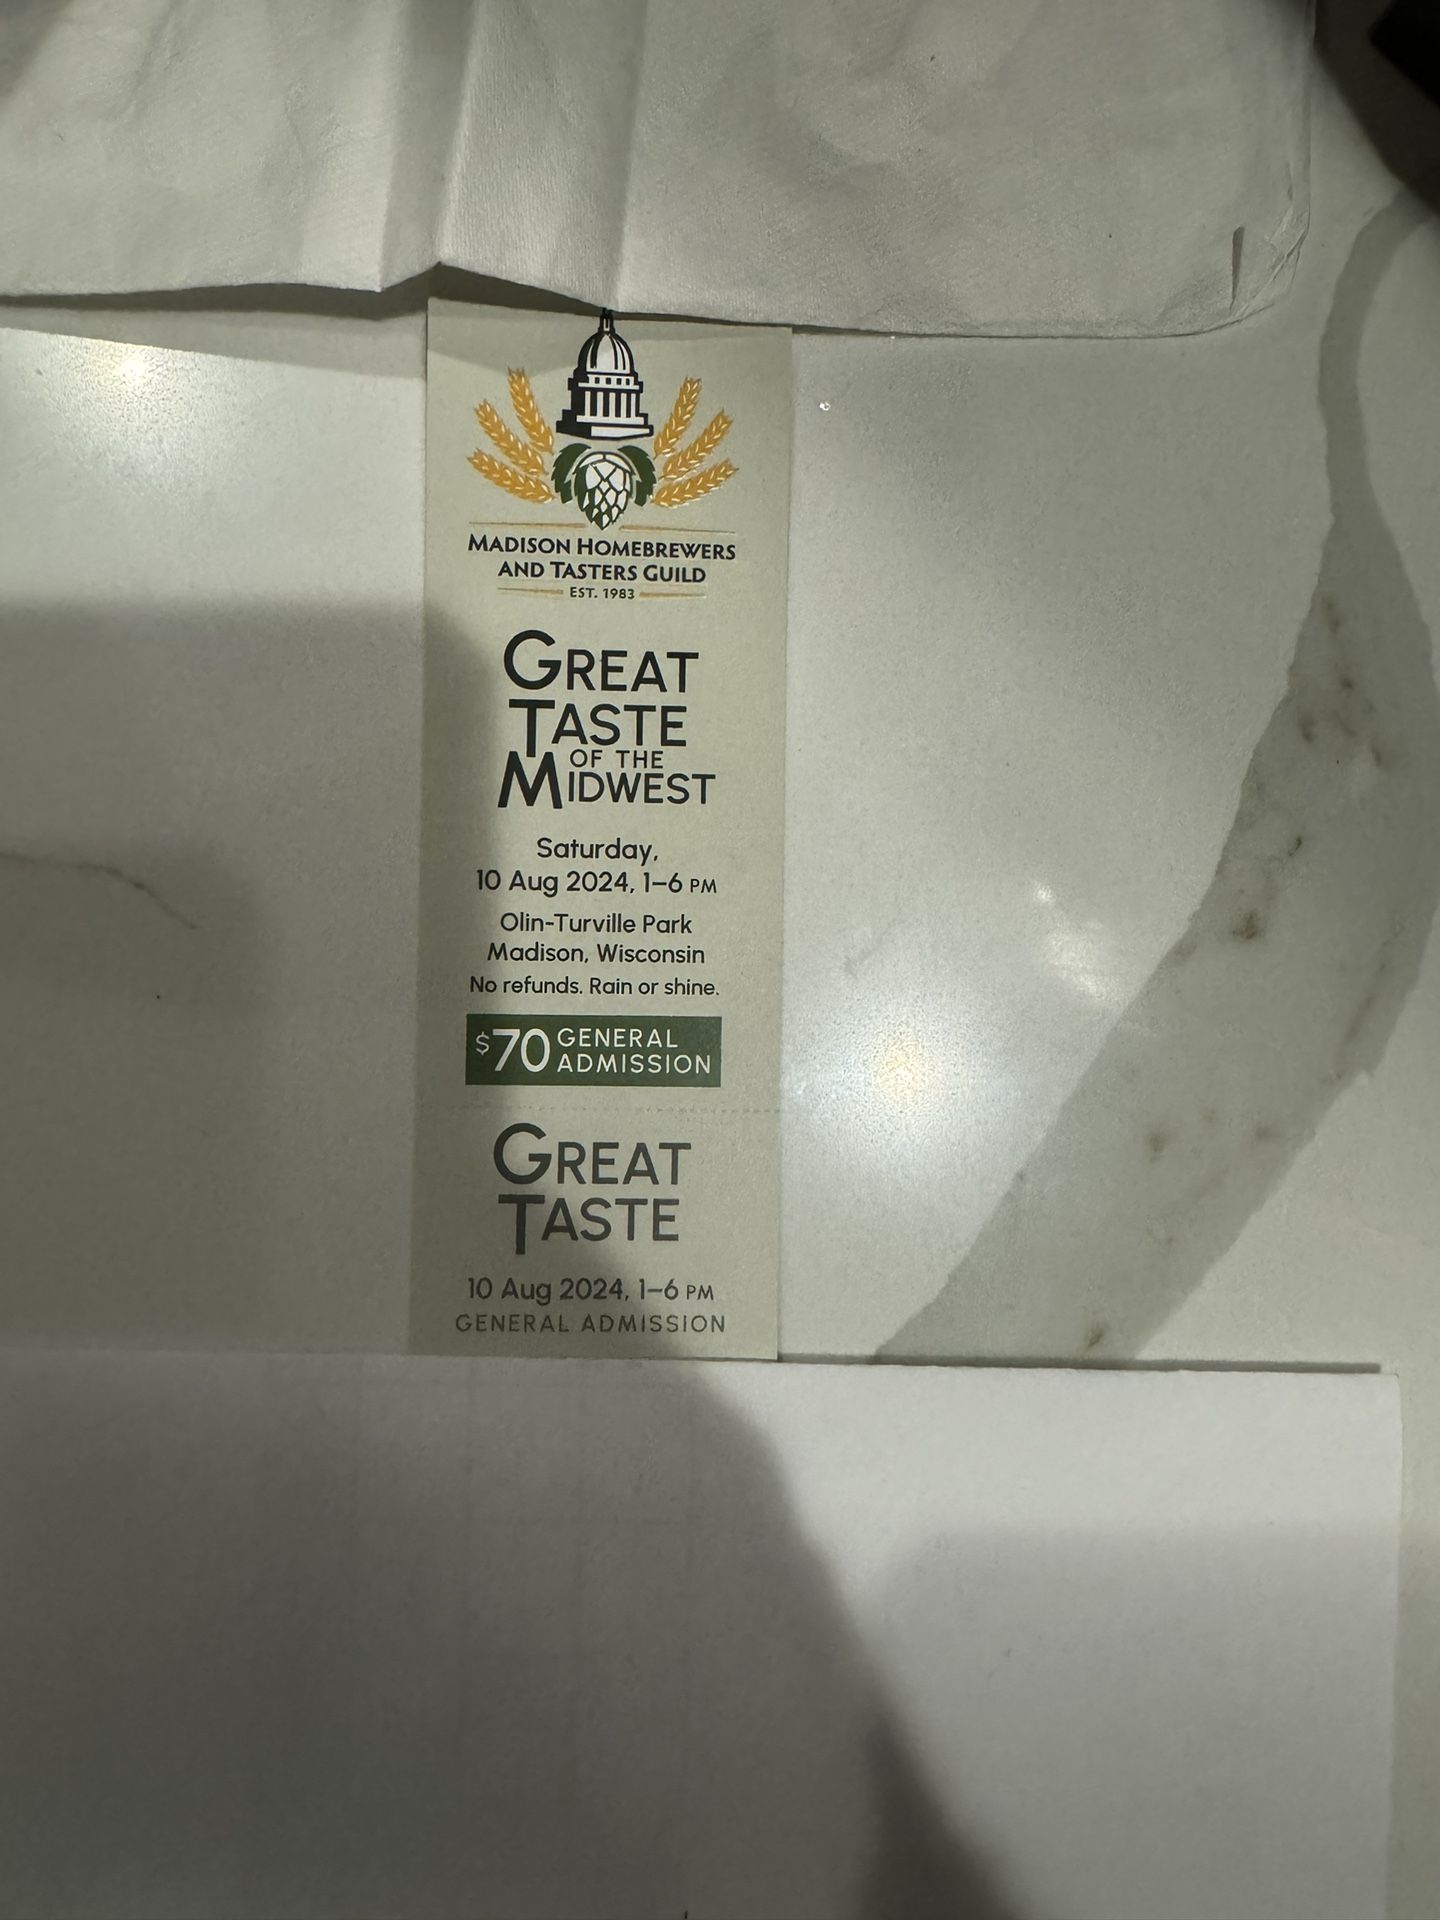 MADISON HOMEBREWERS
AND TASTERS GUILD
EST. 1983
GREAT
TASTE
OF THE
MIDWEST
Saturday,
10 Aug 2024, 1–6 PM
Olin-Turville Park
Madison, Wisconsin
No refunds. Rain or shine.
$70 GENERAL
ADMISSION
GREAT
TASTE
10 Aug 2024, 1–6 PM
GENERAL ADMISSION